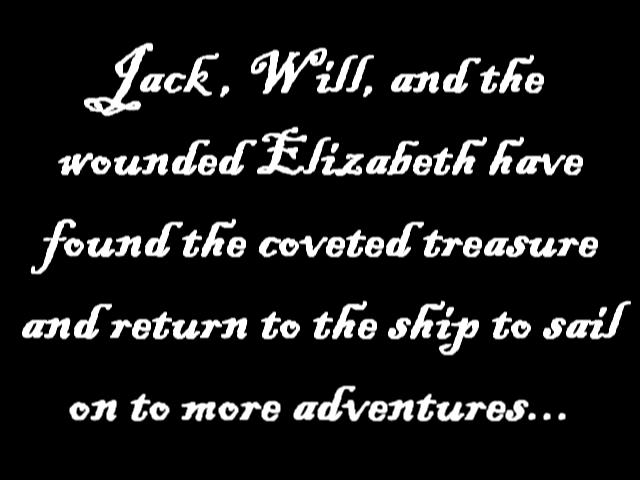 Jack, Will, and the
wounded Elizabeth have
found the coveted treasure
and return to the ship to sail
on to more adventures...